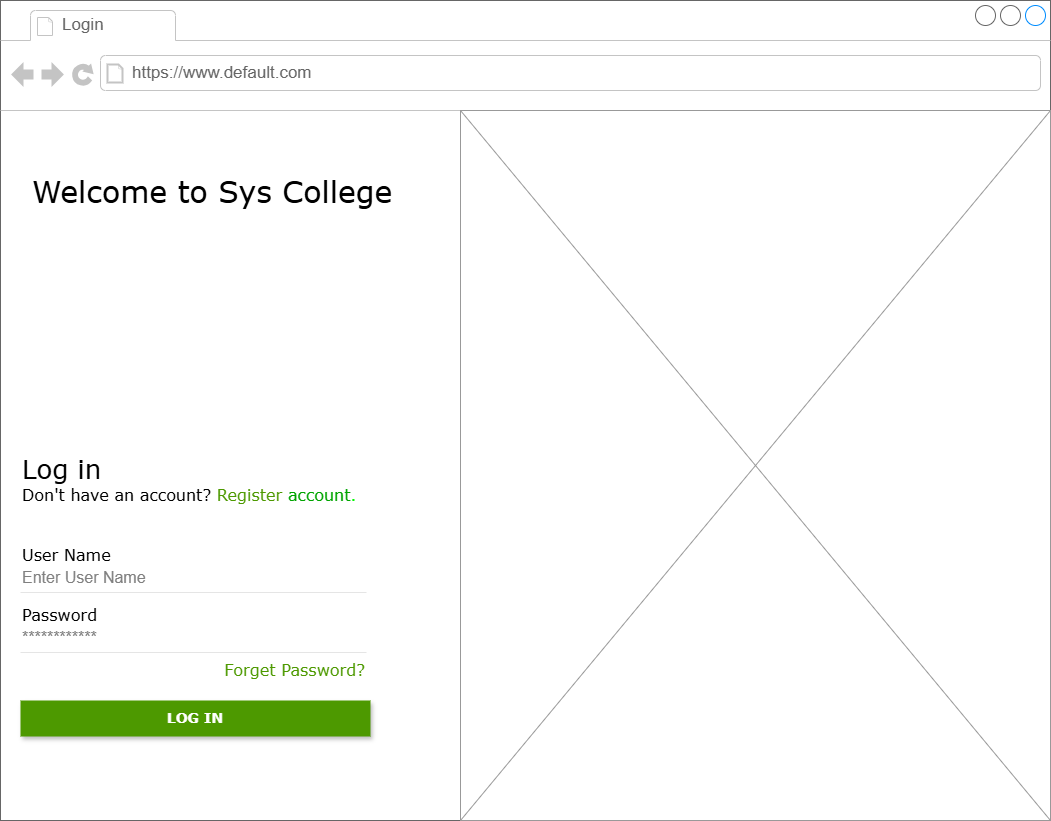 Login
https://www.default.com
Welcome to Sys College
Log in
Don't have an account? Register account.
User Name
Enter User Name
Password
************
Forget Password?
LOG IN